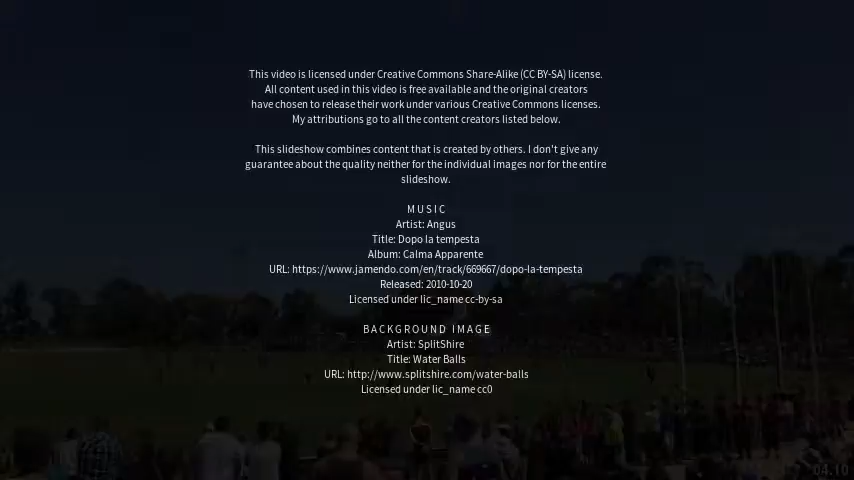 This video is licensed under Creative Commons Share-Alike (CC BY-SA) license.
All content used in this video is free available and the original creators
have chosen to release their work under various Creative Commons licenses.
My attributions go to all the content creators listed below.
This slideshow combines content that is created by others. I don't give any
guarantee about the quality neither for the individual images nor for the entire
slideshow.
MUSIC
Artist: Angus
Title: Dopo la tempesta
Album: Calma Apparente
URL: https://www.jamendo.com/en/track/669667/dopo-la-tempesta
Released: 2010-10-20
Licensed under lic_name cc-by-sa
BACKGROUND IMAGE
Artist: SplitShire
Title: Water Balls
URL: http://www.splitshire.com/water-balls
Licensed under lic_name cc0
04.10